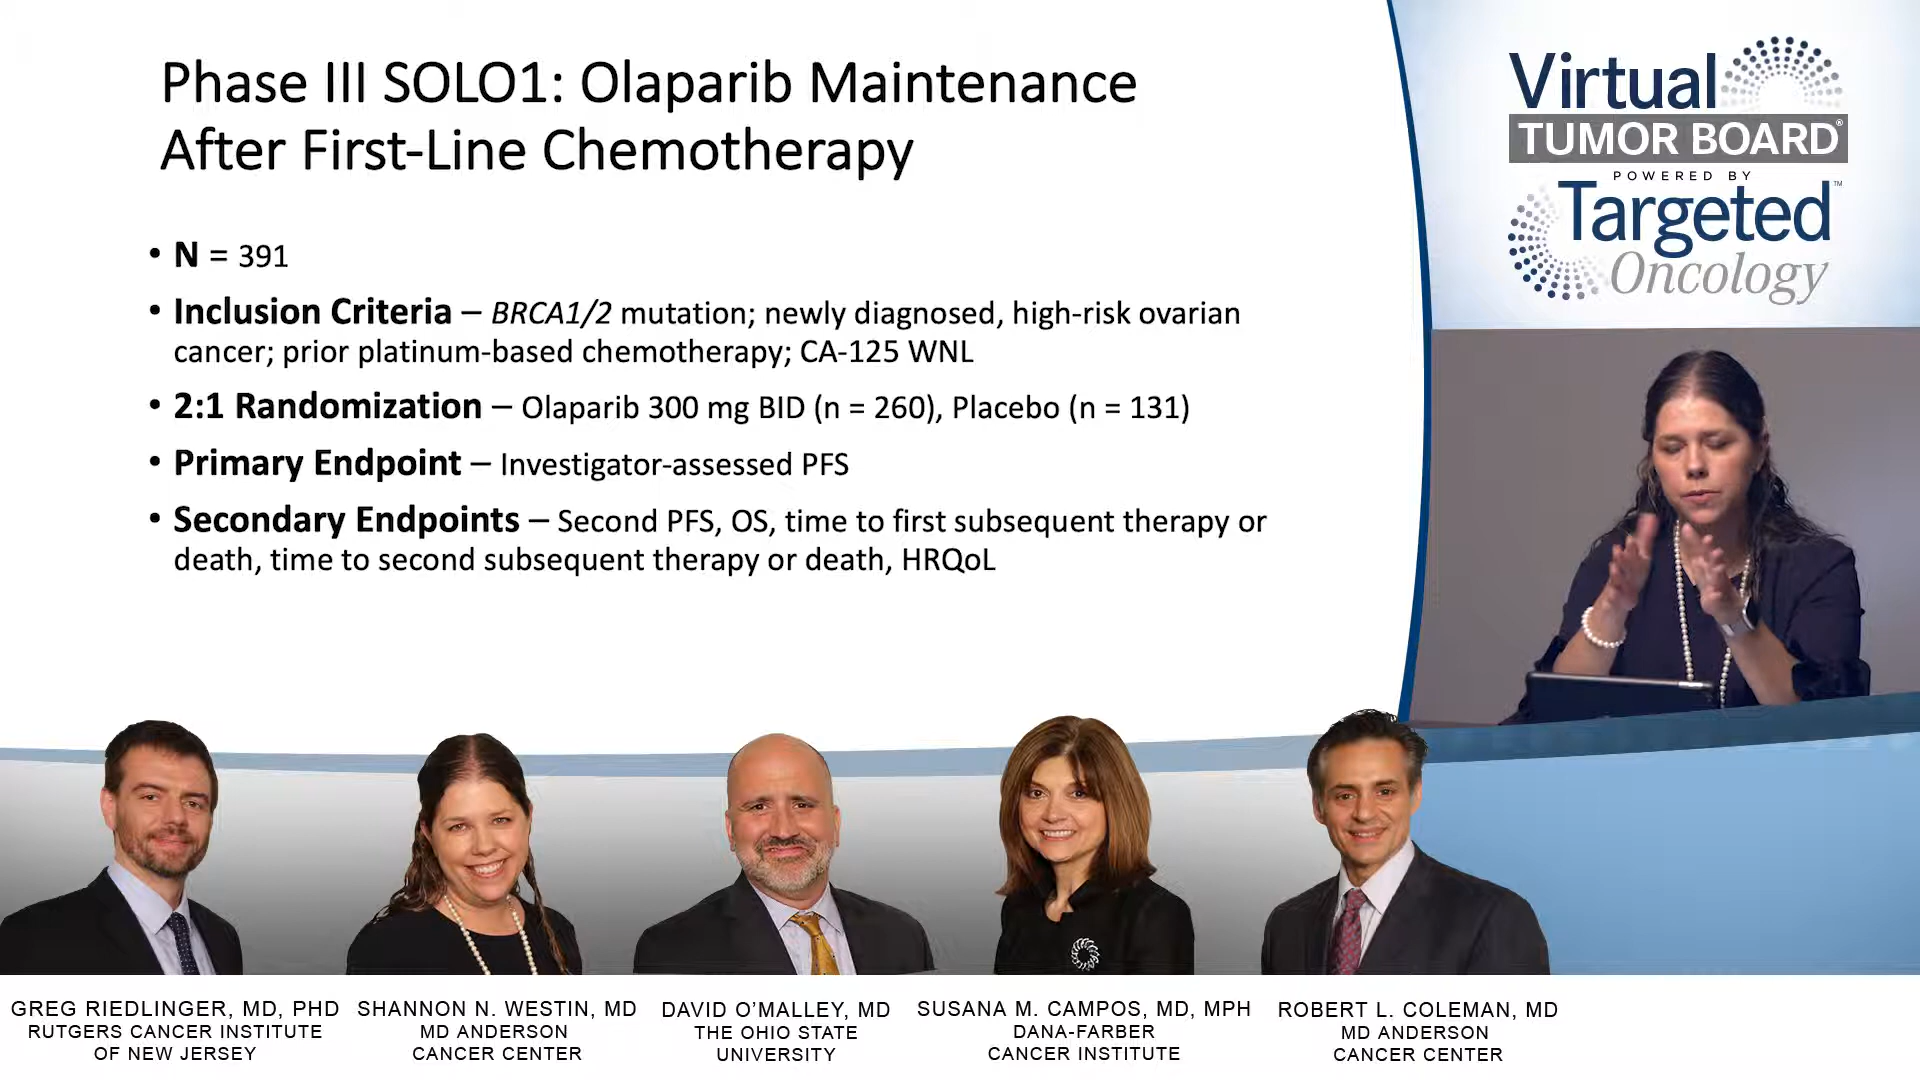 Phase III SOLO1: Olaparib Maintenance
After First-Line Chemotherapy
• N = 391
• Inclusion Criteria – BRCA1/2 mutation; newly diagnosed, high-risk ovarian
cancer; prior platinum-based chemotherapy; CA-125 WNL
• 2:1 Randomization – Olaparib 300 mg BID (n = 260), Placebo (n = 131)
• Primary Endpoint – Investigator-assessed PFS
• Secondary Endpoints – Second PFS, OS, time to first subsequent therapy or
death, time to second subsequent therapy or death, HRQoL
Virtual
TUMOR BOARD®
POWERED BY
Targeted™
Oncology
GREG RIEDLINGER, MD, PHD
RUTGERS CANCER INSTITUTE
OF NEW JERSEY
SHANNON N. WESTIN, MD
MD ANDERSON
CANCER CENTER
DAVID O’MALLEY, MD
THE OHIO STATE
UNIVERSITY
SUSANA M. CAMPOS, MD, MPH
DANA-FARBER
CANCER INSTITUTE
ROBERT L. COLEMAN, MD
MD ANDERSON
CANCER CENTER